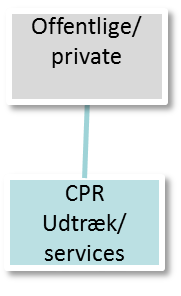 Offentlige/
private
CPR
Udtræk/
services